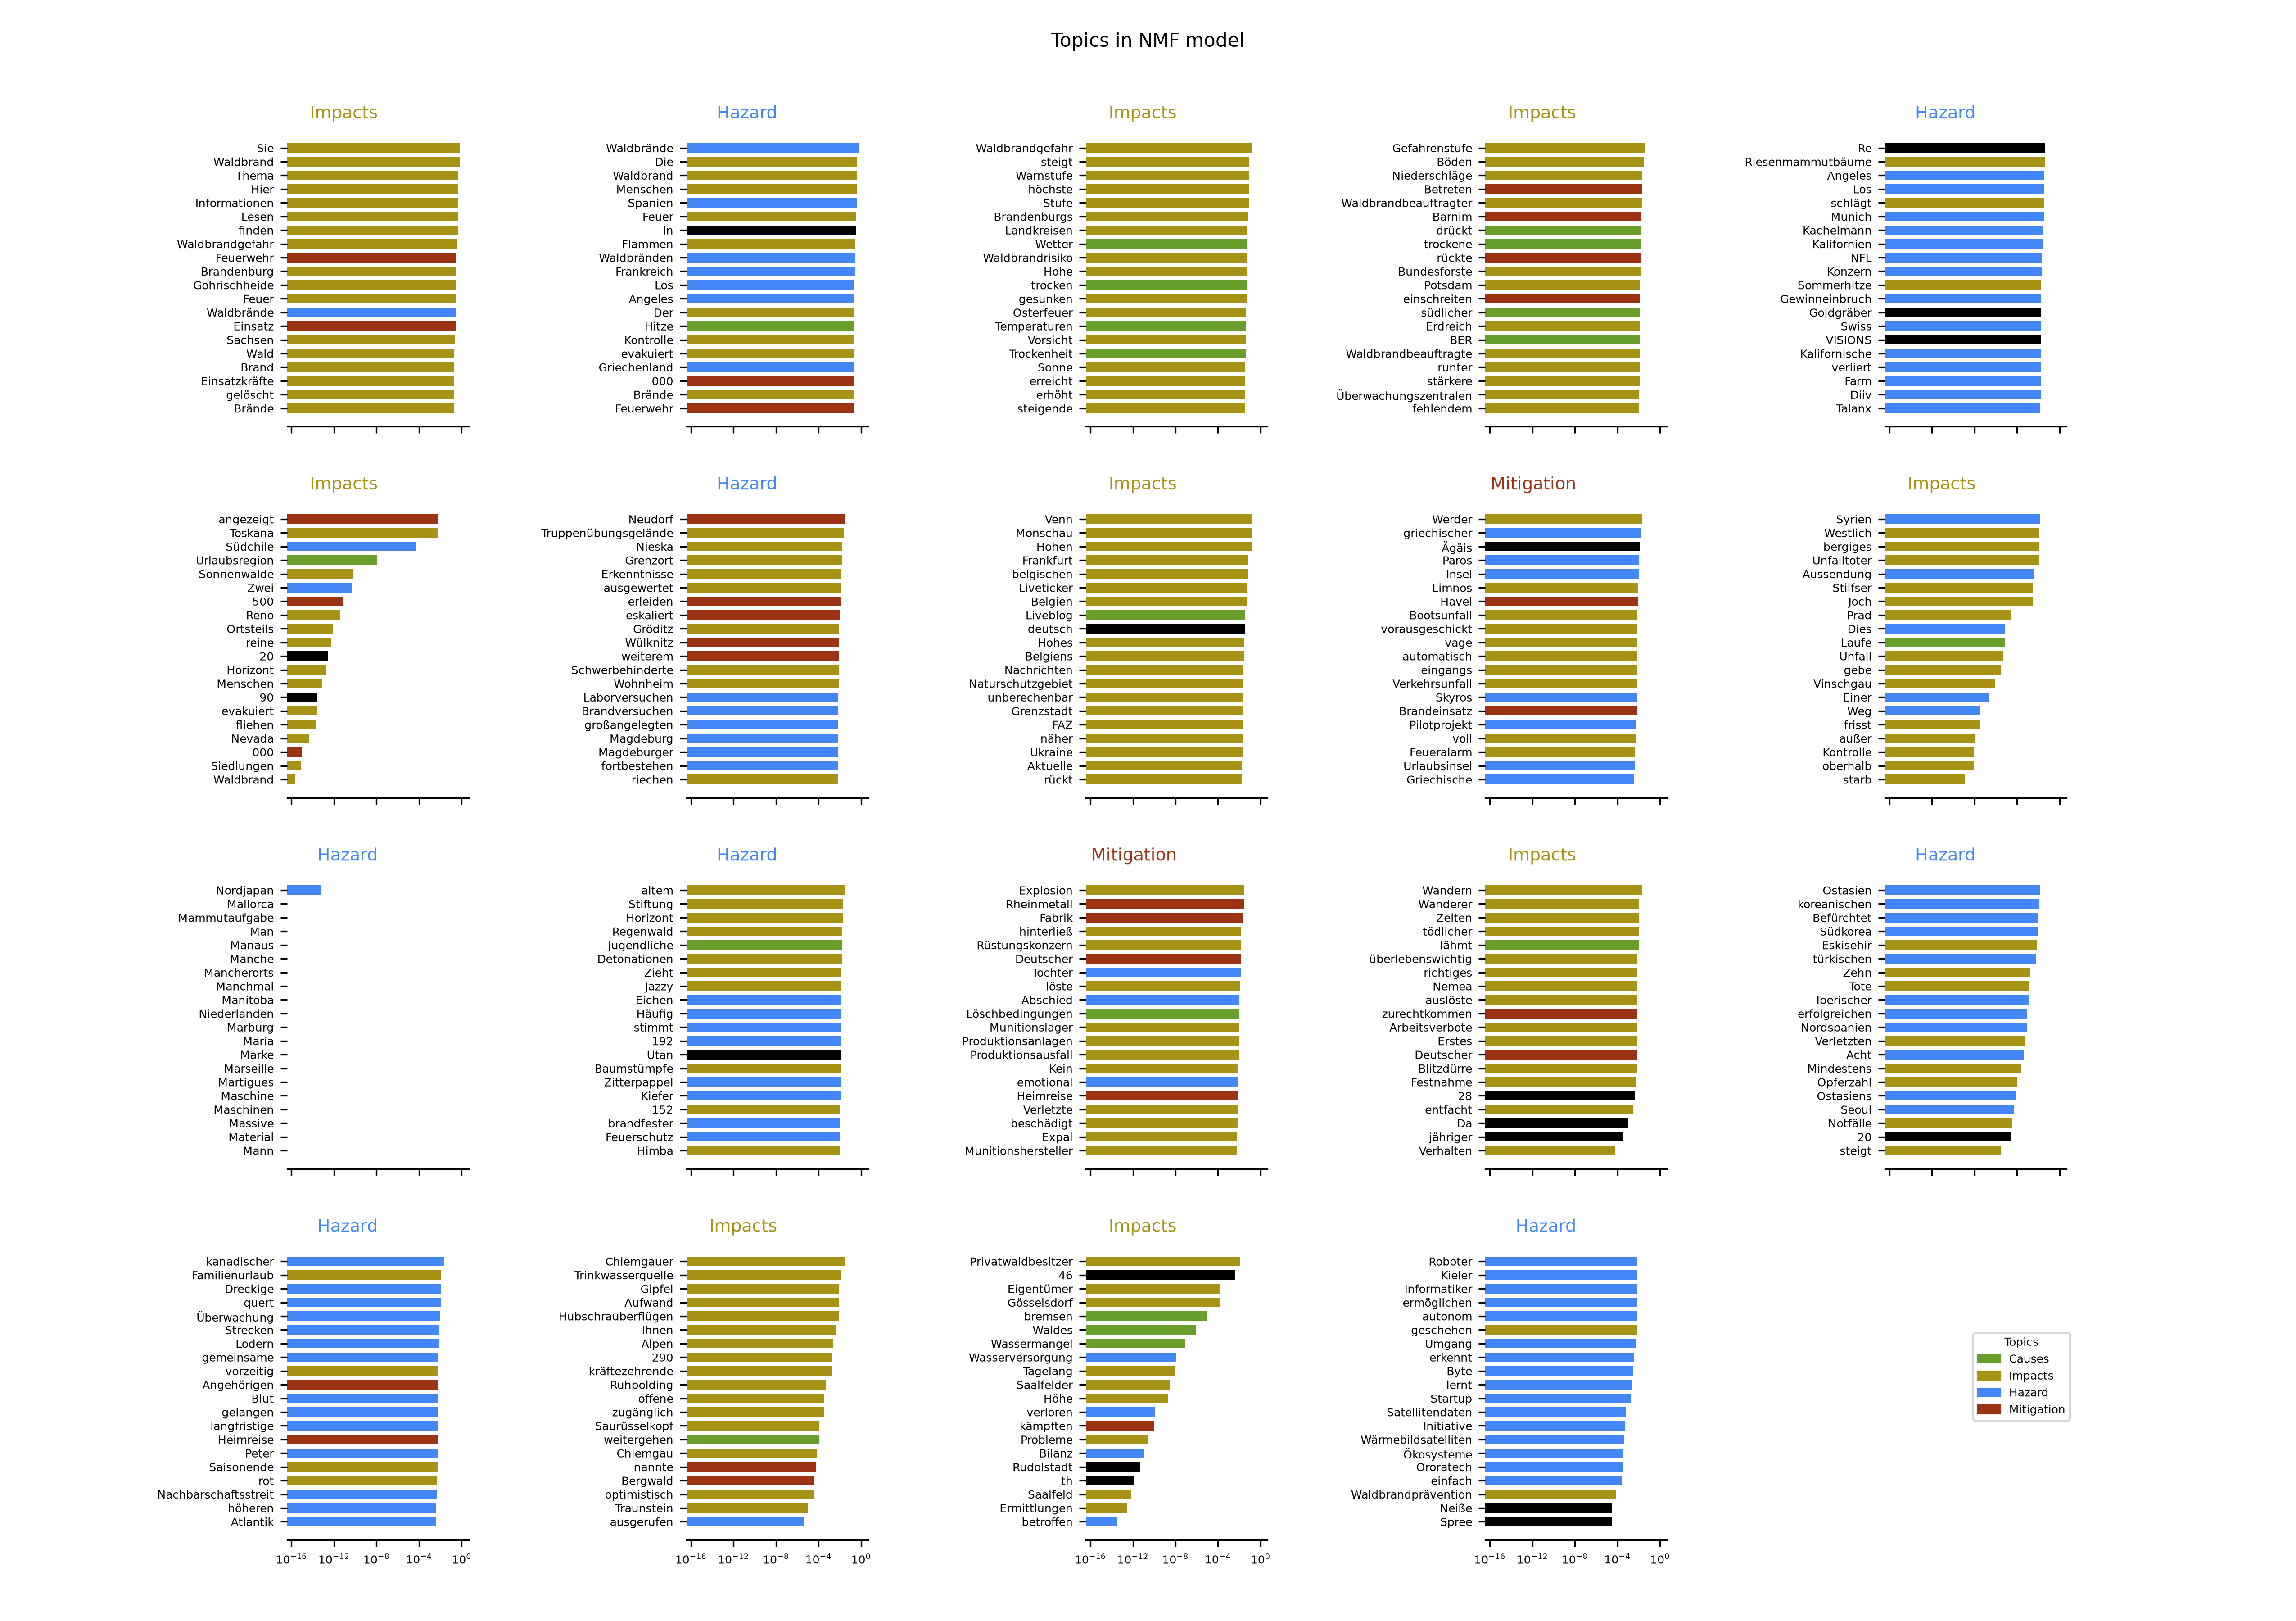 Topics in NMF model
Impacts
Sie
Waldbrand
Thema
Hier
Informationen
Lesen
finden
Waldbrandgefahr
Feuerwehr
Brandenburg
Gohrischheide
Feuer
Waldbrände
Einsatz
Sachsen
Wald
Brand
Einsatzkräfte
gelöscht
Brände
Hazard
Waldbrände
Die
Waldbrand
Menschen
Spanien
Feuer
In
Flammen
Waldbränden
Frankreich
Los
Angeles
Der
Hitze
Kontrolle
evakuiert
Griechenland
000
Brände
Feuerwehr
Impacts
Waldbrandgefahr
steigt
Warnstufe
höchste
Stufe
Brandenburgs
Landkreisen
Wetter
Waldbrandrisiko
Hohe
trocken
gesunken
Osterfeuer
Temperaturen
Vorsicht
Trockenheit
Sonne
erreicht
erhöht
steigende
Impacts
Gefahrenstufe
Böden
Niederschläge
Betreten
Waldbrandbeauftragter
Barnim
drückt
trockene
rückte
Bundesforste
Potsdam
einschreiten
südlicher
Erdreich
BER
Waldbrandbeauftragte
runter
stärkere
Überwachungszentralen
fehlendem
Hazard
Re
Riesenmammutbäume
Angeles
Los
schlägt
Munich
Kachelmann
Kalifornien
NFL
Konzern
Sommerhitze
Gewinneinbruch
Goldgräber
Swiss
VISIONS
Kalifornische
verliert
Farm
Diiv
Talanx
Impacts
angezeigt
Toskana
Südchile
Urlaubsregion
Sonnenwalde
Zwei
500
Reno
Ortsteils
reine
20
Horizont
Menschen
90
evakuiert
fliehen
Nevada
000
Siedlungen
Waldbrand
Hazard
Neudorf
Truppenübungsgelände
Nieska
Grenzort
Erkenntnisse
ausgewertet
erleiden
eskaliert
Gröditz
Wülknitz
weiterem
Schwerbehinderte
Wohnheim
Laborversuchen
Brandversuchen
großangelegten
Magdeburg
Magdeburger
fortbestehen
riechen
Impacts
Venn
Monschau
Hohen
Frankfurt
belgischen
Liveticker
Belgien
Liveblog
deutsch
Hohes
Belgiens
Nachrichten
Naturschutzgebiet
unberechenbar
Grenzstadt
FAZ
näher
Ukraine
Aktuelle
rückt
Mitigation
Werder
griechischer
Ägäis
Paros
Insel
Limnos
Havel
Bootsunfall
vorausgeschickt
vage
automatisch
eingangs
Verkehrsunfall
Skyros
Brandeinsatz
Pilotprojekt
voll
Feueralarm
Urlaubsinsel
Griechische
Impacts
Syrien
Westlich
bergiges
Unfalltoter
Aussendung
Stilfser
Joch
Prad
Dies
Laufe
Unfall
gebe
Vinschgau
Einer
Weg
frisst
außer
Kontrolle
oberhalb
starb
Hazard
Nordjapan
Mallorca
Mammutaufgabe
Man
Manaus
Manche
Mancherorts
Manchmal
Manitoba
Niederlanden
Marburg
Maria
Marke
Marseille
Martigues
Maschine
Maschinen
Massive
Material
Mann
Hazard
altem
Stiftung
Horizont
Regenwald
Jugendliche
Detonationen
Zieht
Jazzy
Eichen
Häufig
stimmt
192
Utan
Baumstümpfe
Zitterpappel
Kiefer
152
brandfester
Feuerschutz
Himba
Mitigation
Explosion
Rheinmetall
Fabrik
hinterließ
Rüstungskonzern
Deutscher
Tochter
löste
Abschied
Löschbedingungen
Munitionslager
Produktionsanlagen
Produktionsausfall
Kein
emotional
Heimreise
Verletzte
beschädigt
Expal
Munitionshersteller
Impacts
Wandern
Wanderer
Zelten
tödlicher
lähmt
überlebenswichtig
richtiges
Nemea
auslöste
zurechtkommen
Arbeitsverbote
Erstes
Deutscher
Blitzdürre
Festnahme
28
entfacht
Da
jähriger
Verhalten
Hazard
Ostasien
koreanischen
Befürchtet
Südkorea
Eskisehir
türkischen
Zehn
Tote
Iberischer
erfolgreichen
Nordspanien
Verletzten
Acht
Mindestens
Opferzahl
Ostasiens
Seoul
Notfälle
20
steigt
Hazard
kanadischer
Familienurlaub
Dreckige
quert
Überwachung
Strecken
Lodern
gemeinsame
vorzeitig
Angehörigen
Blut
gelangen
langfristige
Heimreise
Peter
Saisonende
rot
Nachbarschaftsstreit
höheren
Atlantik
10⁻¹⁶ 10⁻¹² 10⁻⁸ 10⁻⁴ 10⁰
Impacts
Chiemgauer
Trinkwasserquelle
Gipfel
Aufwand
Hubschrauberflügen
Ihnen
Alpen
290
kräftezehrende
Ruhpolding
offene
zugänglich
Saurüsselkopf
weitergehen
Chiemgau
nannte
Bergwald
optimistisch
Traunstein
ausgerufen
10⁻¹⁶ 10⁻¹² 10⁻⁸ 10⁻⁴ 10⁰
Impacts
Privatwaldbesitzer
46
Eigentümer
Gösselsdorf
bremsen
Waldes
Wassermangel
Wasserversorgung
Tagelang
Saalfelder
Höhe
verloren
kämpften
Probleme
Bilanz
Rudolstadt
th
Saalfeld
Ermittlungen
betroffen
10⁻¹⁶ 10⁻¹² 10⁻⁸ 10⁻⁴ 10⁰
Hazard
Roboter
Kieler
Informatiker
ermöglichen
autonom
geschehen
Umgang
erkennt
Byte
lernt
Startup
Satellitendaten
Initiative
Wärmebildsatelliten
Ökosysteme
Ororatech
einfach
Waldbrandprävention
Neiße
Spree
10⁻¹⁶ 10⁻¹² 10⁻⁸ 10⁻⁴ 10⁰
Topics
Causes
Impacts
Hazard
Mitigation